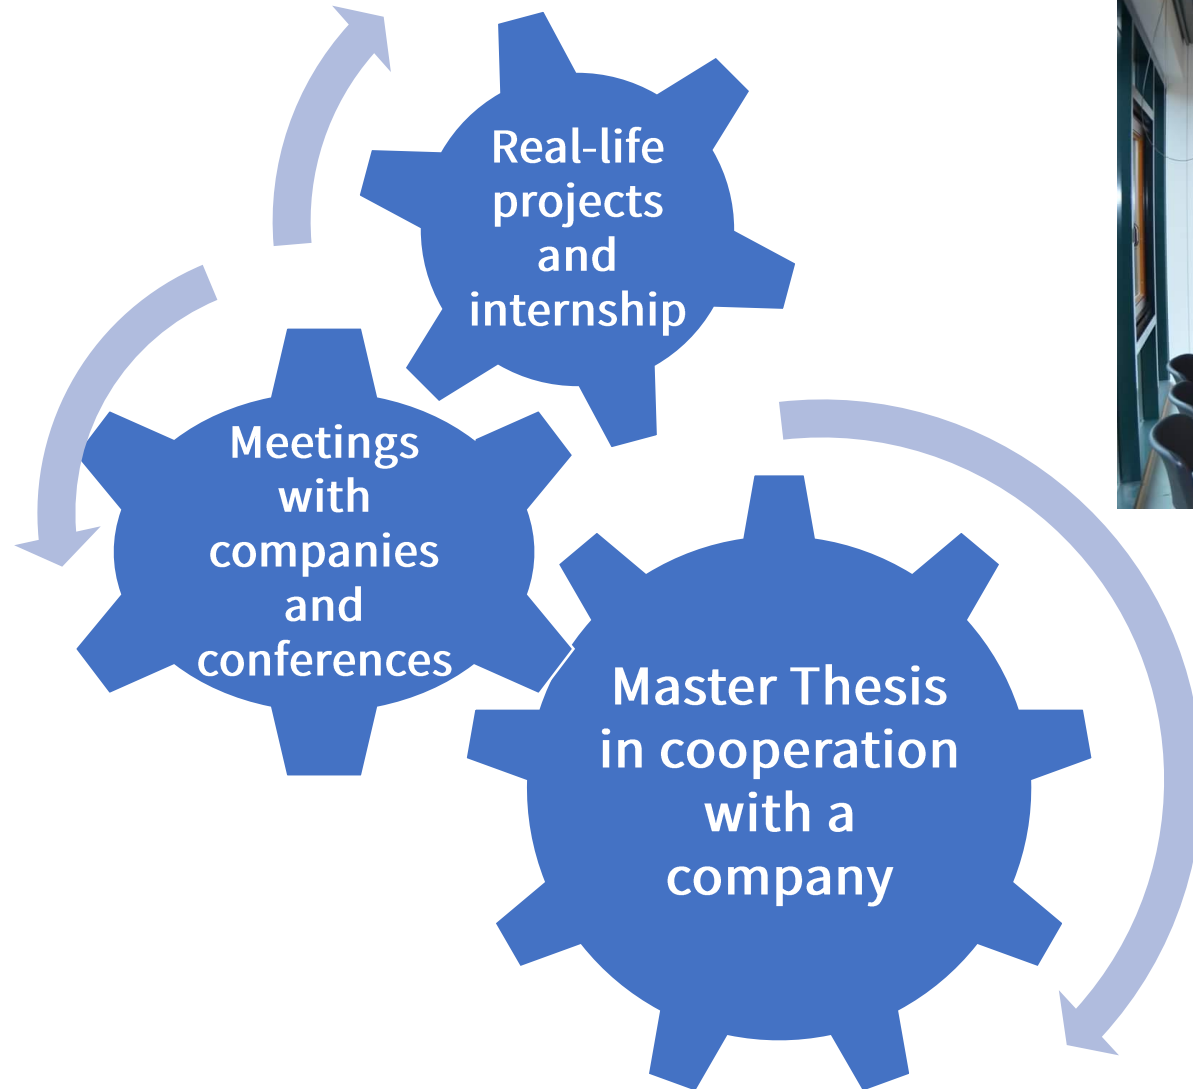 Real-life
projects
and
internship
Meetings
with
companies
and
conferences
Master Thesis
in cooperation
with a
company